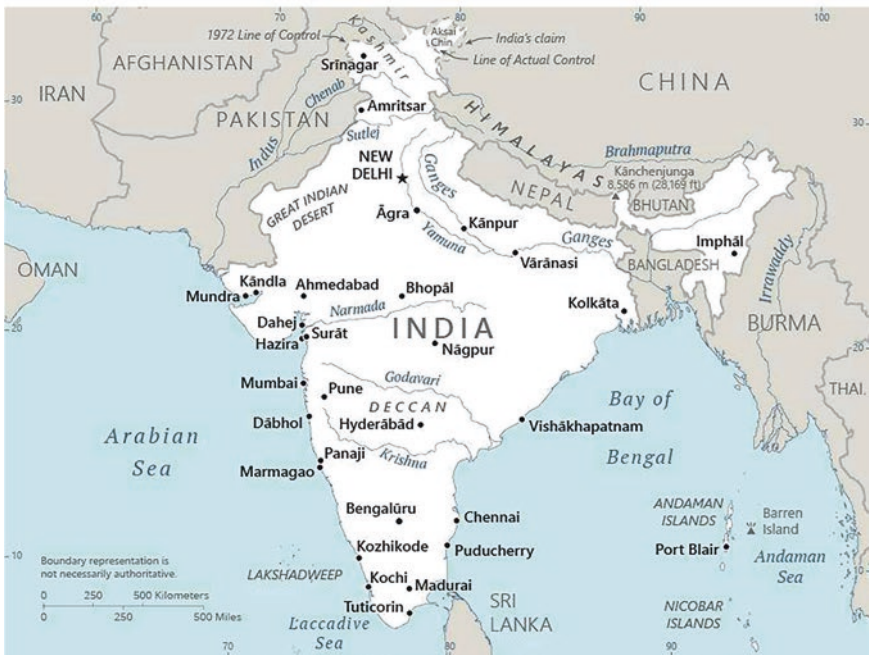 60
70
80
90
100
1972 Line of Control
Kashmir
Aksai
Chin
India's claim
Line of Actual Control
AFGHANISTAN
Srīnagar
CHINA
IRAN
30
Chenab
Amritsar
PAKISTAN
Sutlej
Indus
HIMALAYAS
30
Brahmaputra
NEW
DELHI
Ganges
Kānchenjunga
8,586 m (28,169 ft)
NEPAL
BHUTAN
GREAT INDIAN
DESERT
Āgra
Kānpur
Yamuna
Ganges
Vārānasi
Imphāl
BANGLADESH
Irrawaddy
OMAN
Kāndla
Mundra
Ahmedabad
Bhopāl
Kolkāta
Narmada
BURMA
20
Dahej
Surāt
Hazira
INDIA
Nāgpur
20
Mumbai
Pune
Godavari
THAI.
DECCAN
Dābhol
Hyderābād
Vishākhapatnam
Bay of
Bengal
Arabian
Sea
Panaji
Marmagao
Krishna
Bengalūru
Chennai
ANDAMAN
ISLANDS
Barren
Island
Kozhikode
Puducherry
Port Blair
Andaman
Sea
10
10
Boundary representation is
not necessarily authoritative.
LAKSHADWEEP
Kochi
Madurai
0 250 500 Kilometers
0 250 500 Miles
Tuticorin
SRI
LANKA
NICOBAR
ISLANDS
Laccadive
Sea
70
80
90